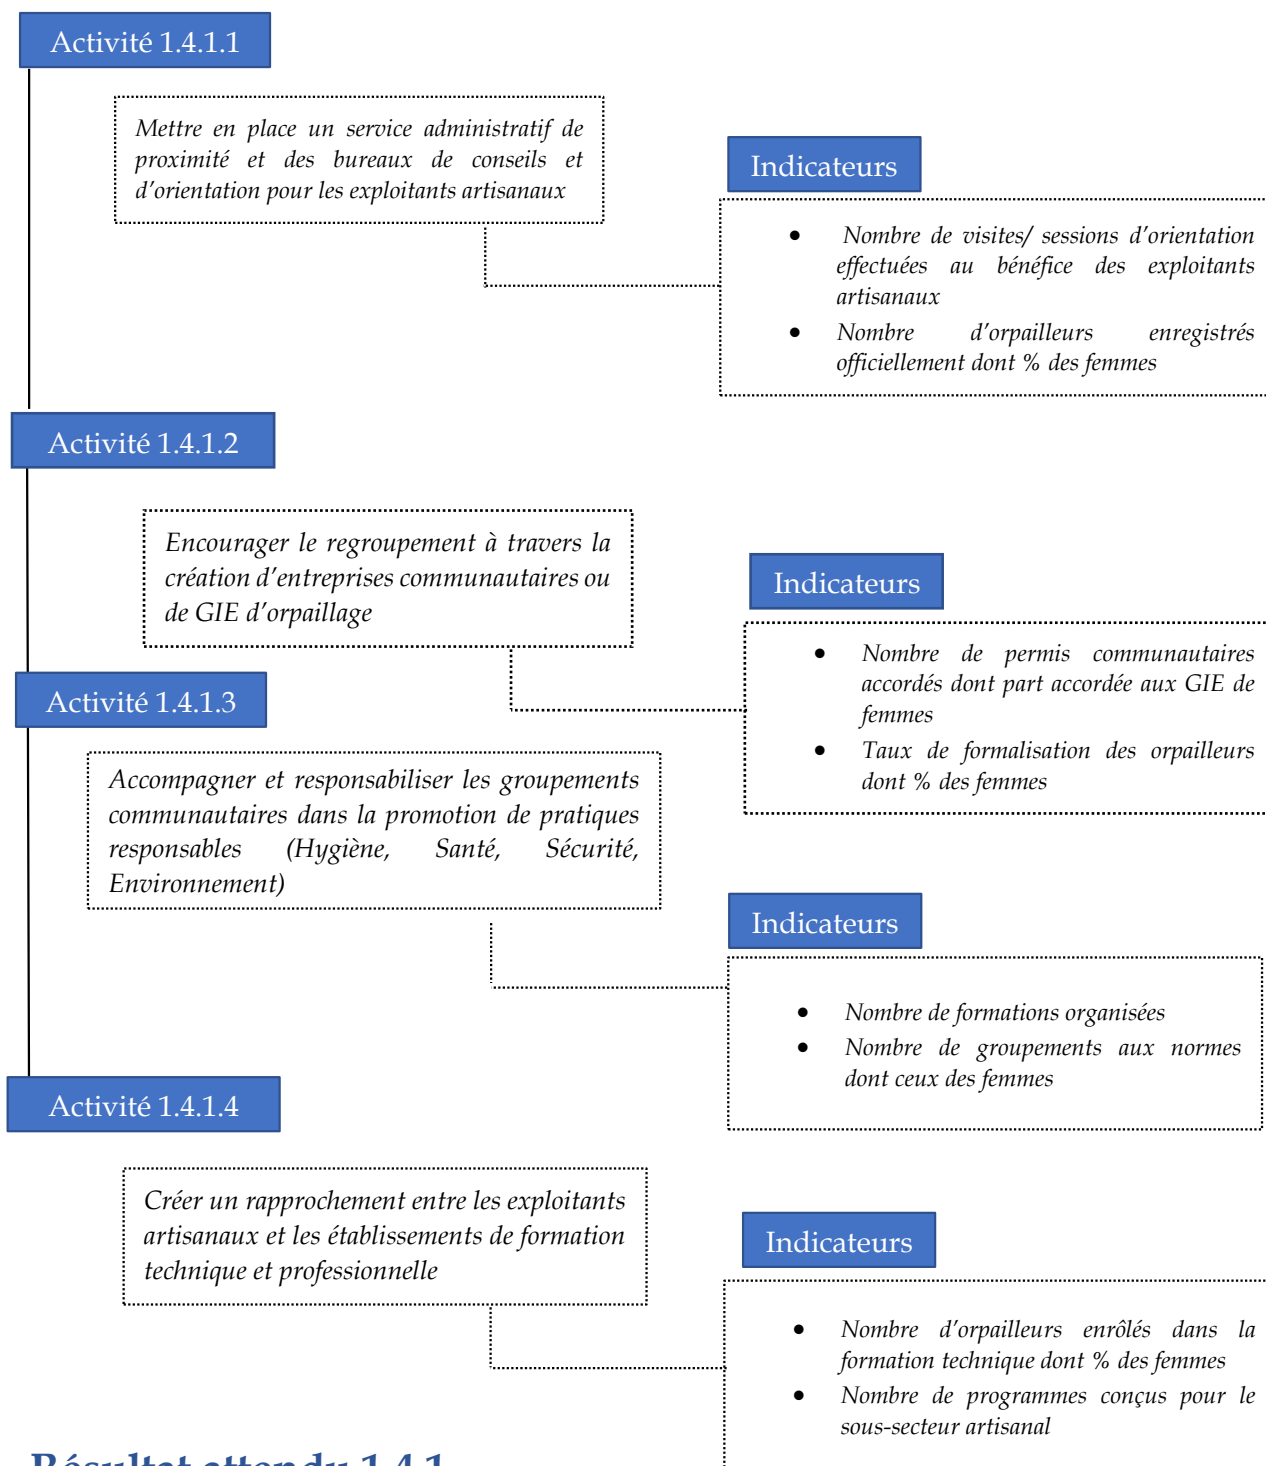 Activité 1.4.1.1
Mettre en place un service administratif de
proximité et des bureaux de conseils et
d’orientation pour les exploitants artisanaux
Indicateurs
• Nombre de visites/ sessions d’orientation
effectuées au bénéfice des exploitants
artisanaux
• Nombre d’orpailleurs enregistrés
officiellement dont % des femmes
Activité 1.4.1.2
Encourager le regroupement à travers la
création d’entreprises communautaires ou
de GIE d’orpaillage
Indicateurs
• Nombre de permis communautaires
accordés dont part accordée aux GIE de
femmes
• Taux de formalisation des orpailleurs
dont % des femmes
Activité 1.4.1.3
Accompagner et responsabiliser les groupements
communautaires dans la promotion de pratiques
responsables (Hygiène, Santé, Sécurité,
Environnement)
Indicateurs
• Nombre de formations organisées
• Nombre de groupements aux normes
dont ceux des femmes
Activité 1.4.1.4
Créer un rapprochement entre les exploitants
artisanaux et les établissements de formation
technique et professionnelle
Indicateurs
• Nombre d’orpailleurs enrôlés dans la
formation technique dont % des femmes
• Nombre de programmes conçus pour le
sous-secteur artisanal
Résultat attendu 1.4.1